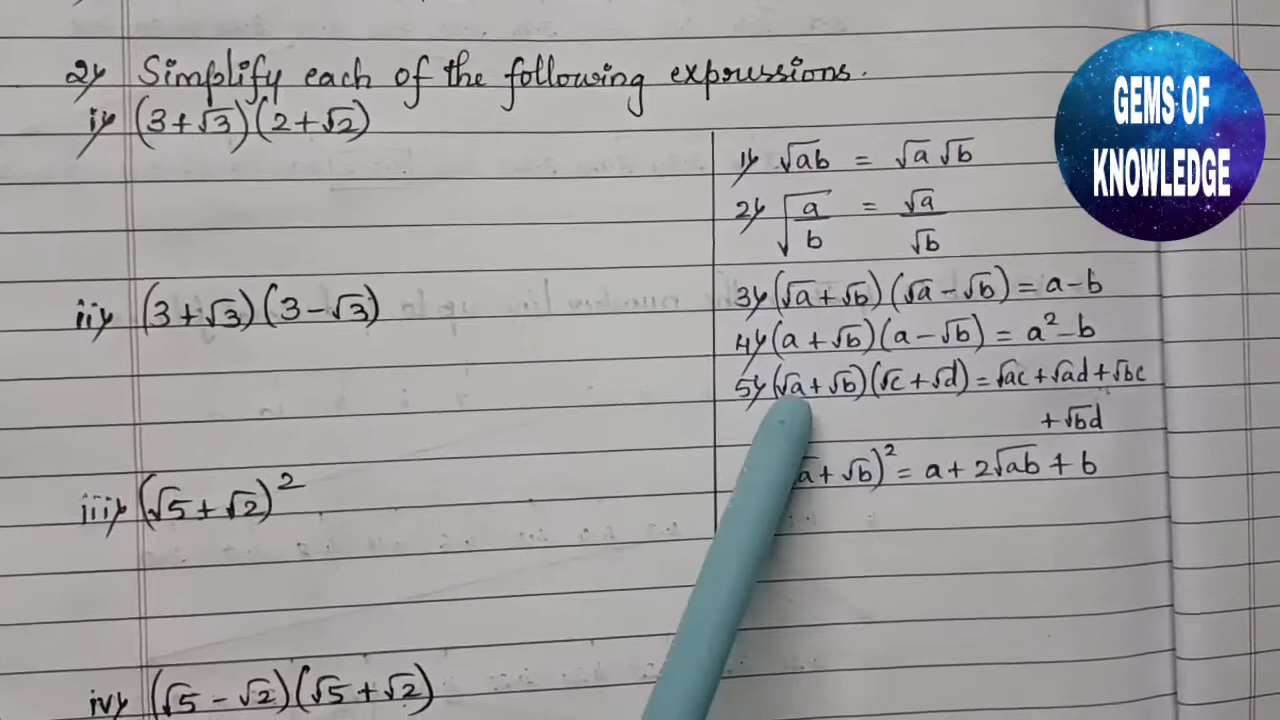 2) Simplify each of the following expressions.
i) (3+√3)(2+√2)
ii) (3+√3)(3-√3)
iii) (√5+√2)²
iv) (√5-√2)(√5+√2)
1) √ab = √a √b
2) √a/b = √a/√b
3) (√a+√b)(√a-√b) = a-b
4) (a+√b)(a-√b) = a²-b
5) (√a+√b)(√c+√d) = √ac+√ad+√bc
+√bd
a+√b)² = a+2√ab+b
GEMS OF
KNOWLEDGE